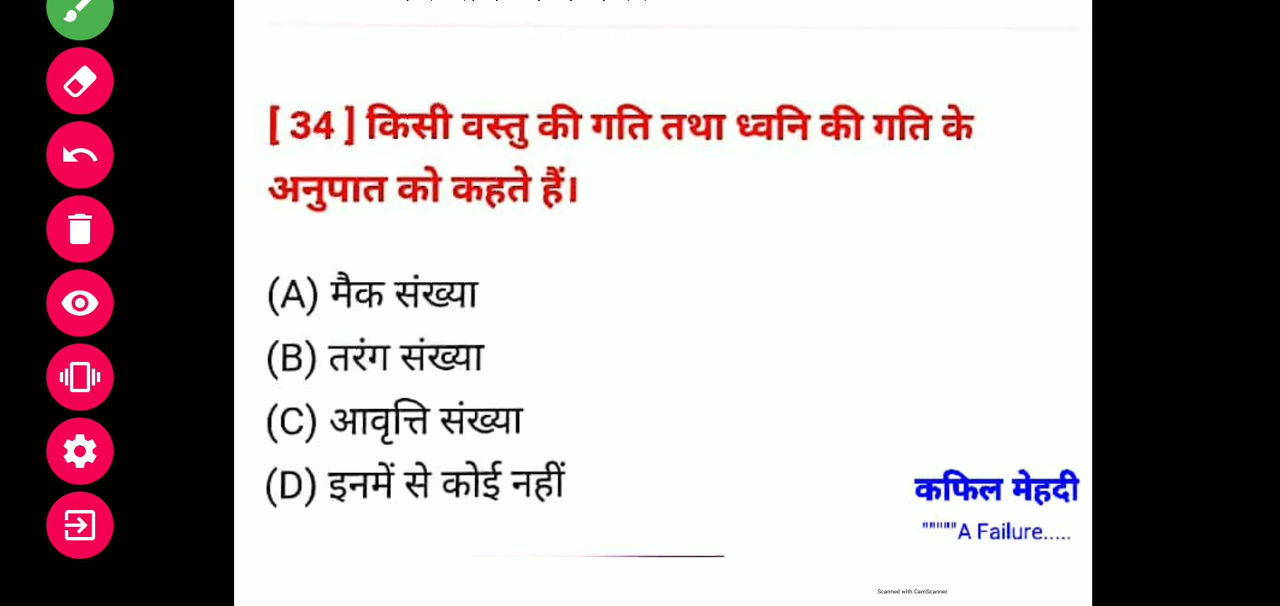 [ 34 ] किसी वस्तु की गति तथा ध्वनि की गति के
अनुपात को कहते हैं।
(A) मैक संख्या
(B) तरंग संख्या
(C) आवृत्ति संख्या
(D) इनमें से कोई नहीं
कफिल मेहदी
""""""A Failure.....
Scanned with CamScanner